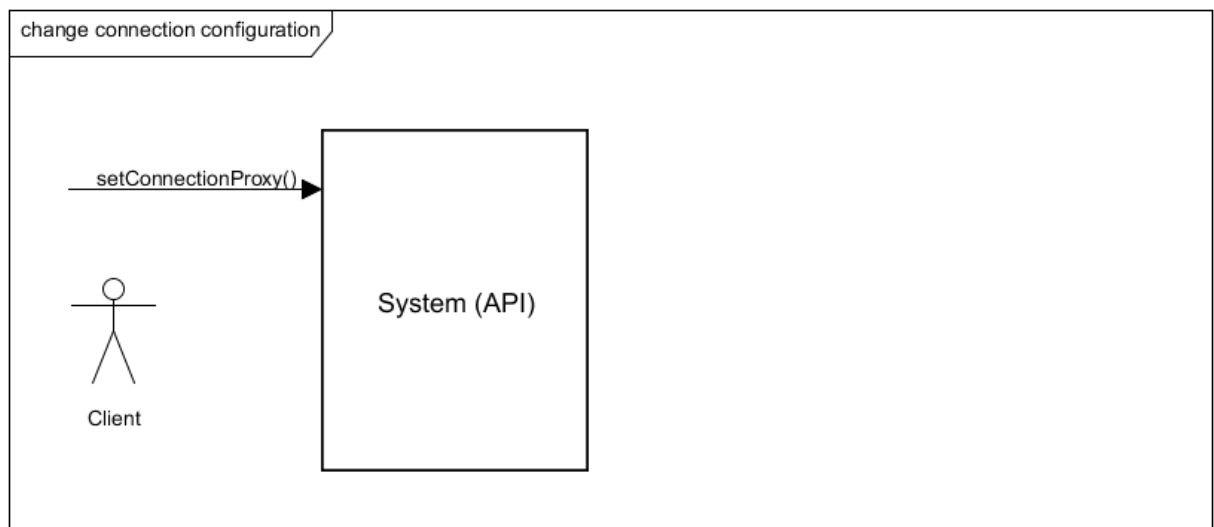 change connection configuration
setConnectionProxy()
System (API)
Client